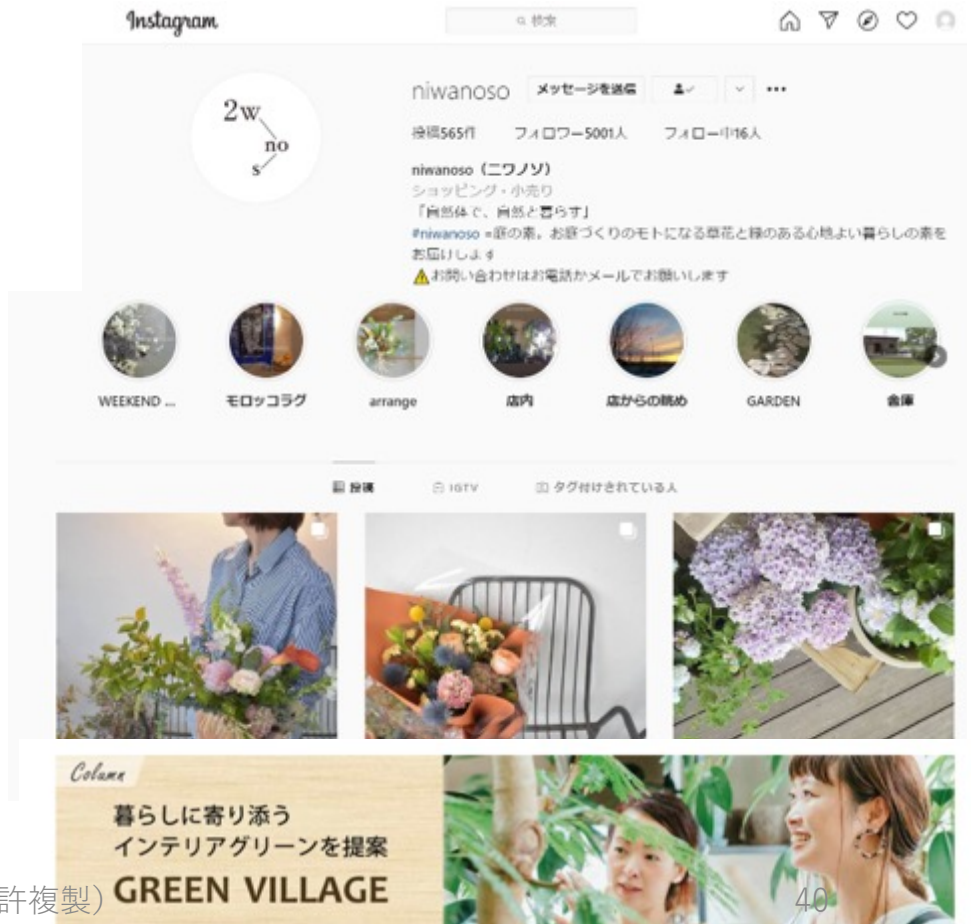 Instagram
検索
niwanoso メッセージを送信
投稿565件 フォロワー5001人 フォロー中16人
2w
no
s
niwanoso（ニワノソ）
ショッピング・小売り
「自然体で、自然と暮らす」
#niwanoso =庭の素。お庭づくりのモトになる草花と緑のある心地よい暮らしの素を
お届けします
お問い合わせはお電話かメールでお願いします
WEEKEND ... モロッコラグ arrange 店内 店からの眺め GARDEN 倉庫
投稿 IGTV タグ付けされている人
Column
暮らしに寄り添う
インテリアグリーンを提案
GREEN VILLAGE
許複製） 40